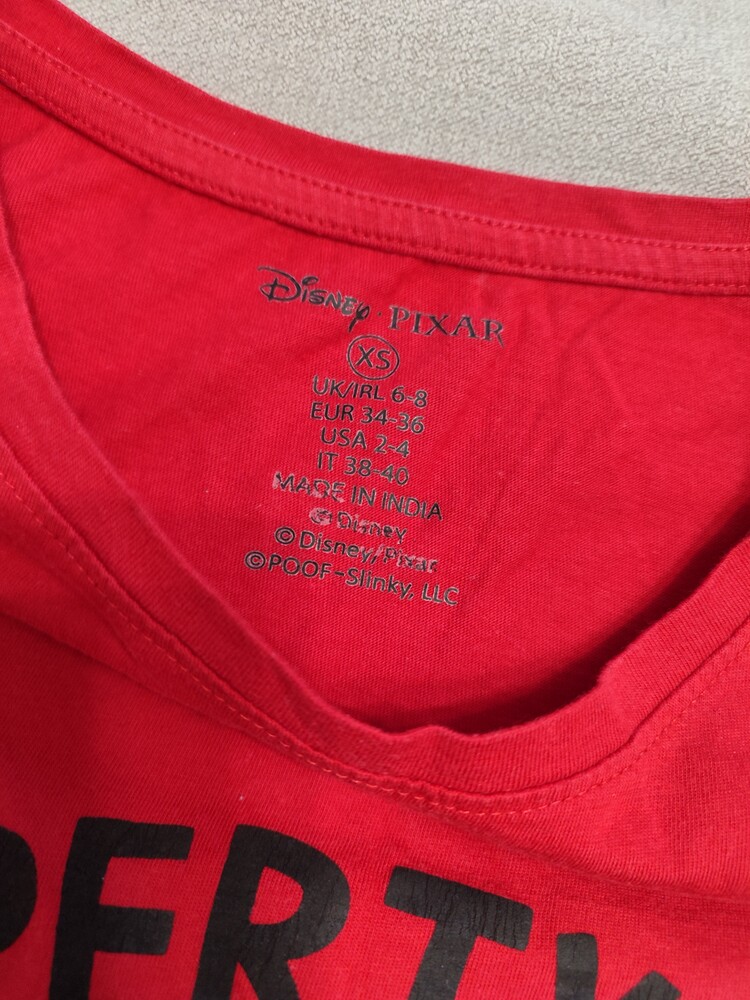 Disney · PIXAR
XS
UK/IRL 6-8
EUR 34-36
USA 2-4
IT 38-40
MADE IN INDIA
© Disney
© Disney/Pixar
© POOF-Slinky, LLC
PERTY